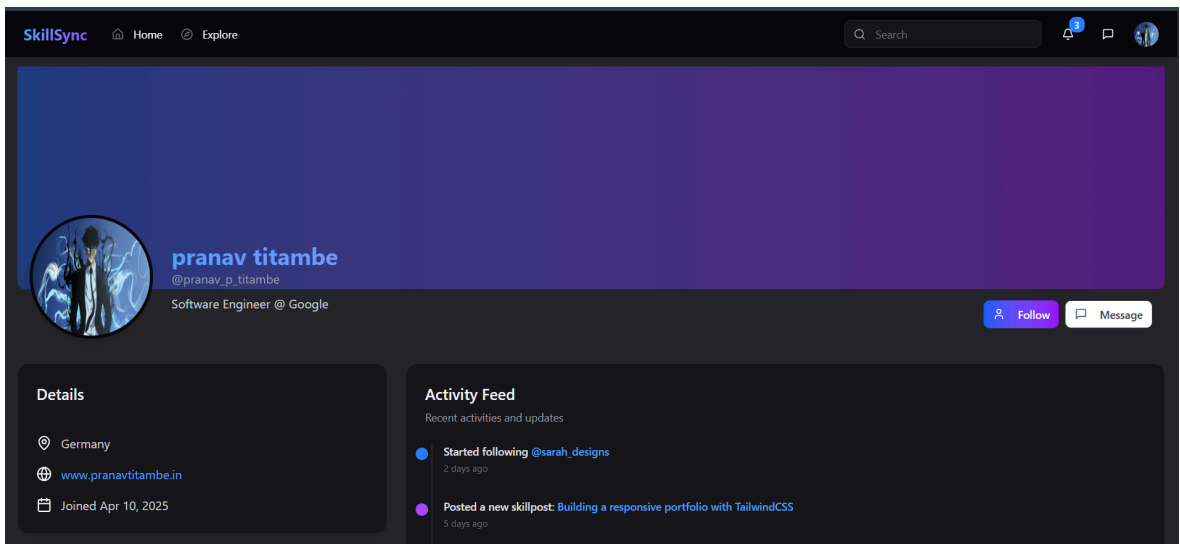 SkillSync Home Explore Search 3
pranav titambe
@pranav_p_titambe
Software Engineer @ Google
Follow Message
Details
Germany
www.pranavtitambe.in
Joined Apr 10, 2025
Activity Feed
Recent activities and updates
Started following @sarah_designs
2 days ago
Posted a new skillpost: Building a responsive portfolio with TailwindCSS
5 days ago